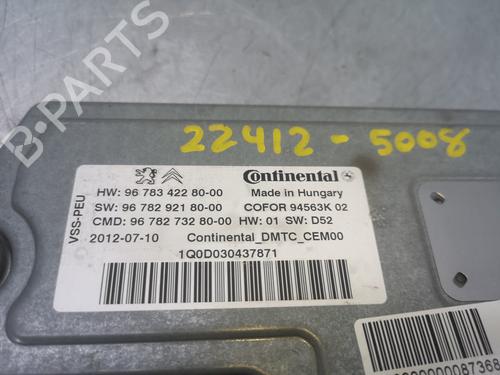 B-PARTS
22412 - 5008
Continental
HW: 96 783 422 80-00 Made in Hungary
SW: 96 782 921 80-00 COFOR 94563K 02
CMD: 96 782 732 80-00 HW: 01 SW: D52
2012-07-10 Continental_DMTC_CEM00
1Q0D030437871
VSS-PEU